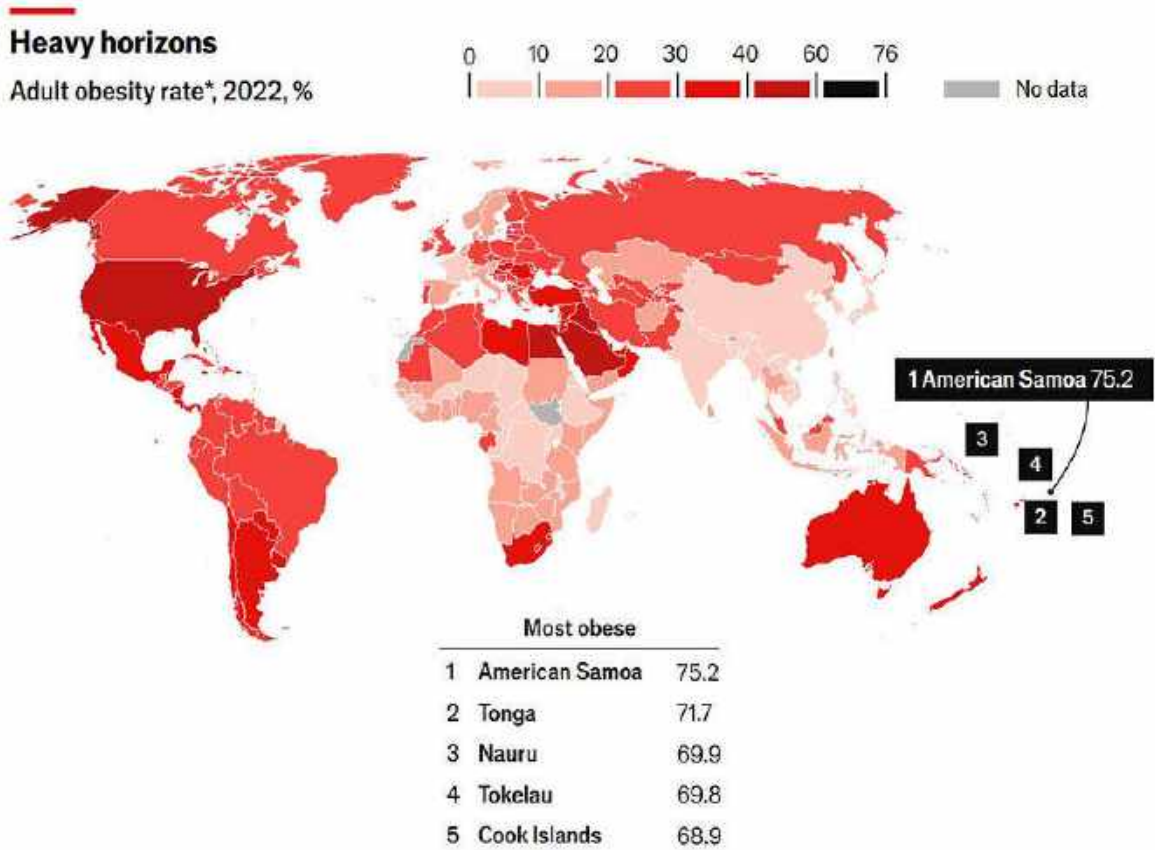 Heavy horizons
Adult obesity rate*, 2022, %
0 10 20 30 40 60 76
No data
1 American Samoa 75.2
3
4
2 5
Most obese
1 American Samoa 75.2
2 Tonga 71.7
3 Nauru 69.9
4 Tokelau 69.8
5 Cook Islands 68.9